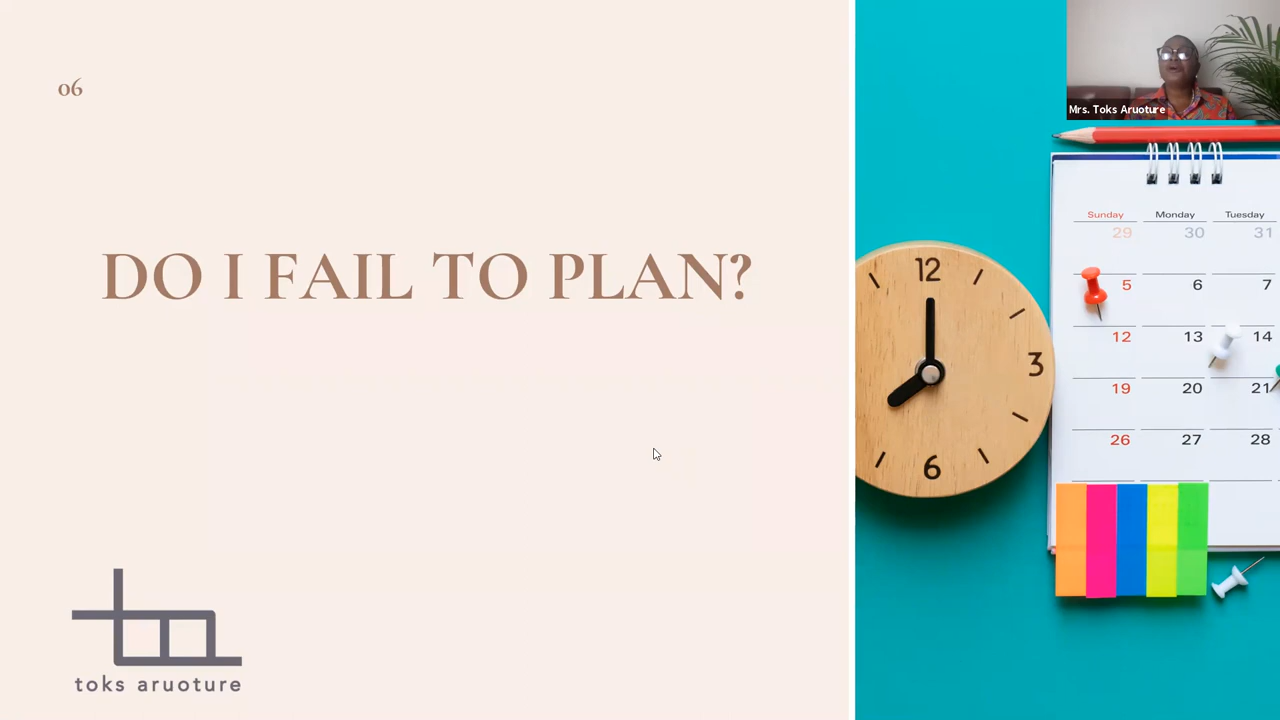 06
DO I FAIL TO PLAN?
toks aruoture
Mrs. Toks Aruoture
Sunday Monday Tuesday
29 30 31
5 6 7
12 13 14
19 20 21
26 27 28
12
3
6